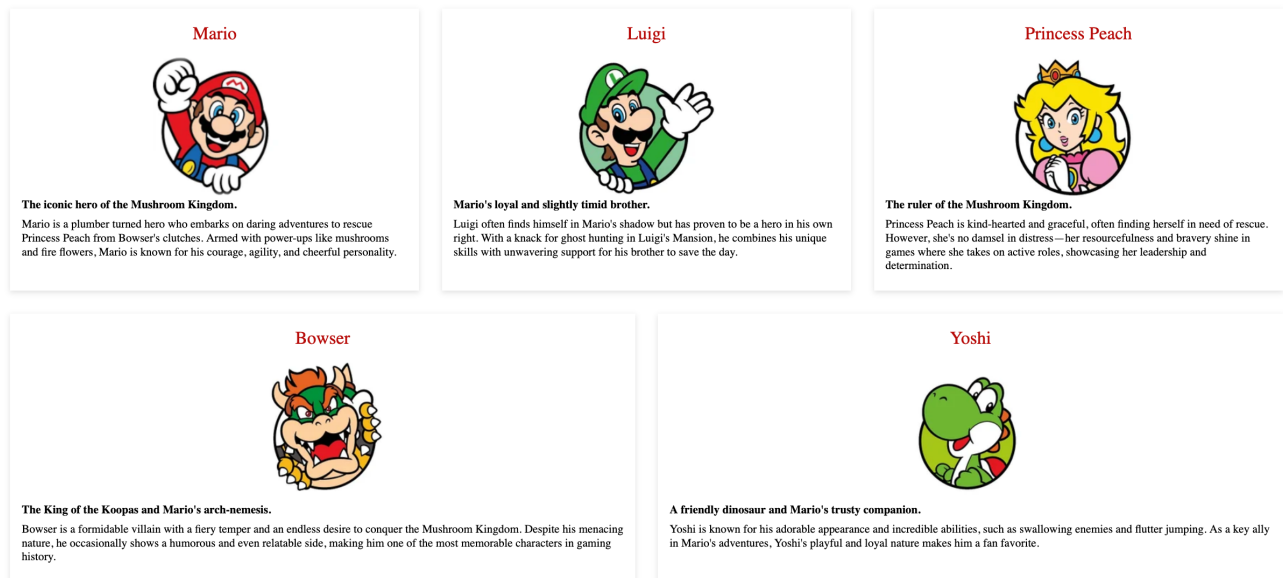 Mario
The iconic hero of the Mushroom Kingdom.
Mario is a plumber turned hero who embarks on daring adventures to rescue
Princess Peach from Bowser's clutches. Armed with power-ups like mushrooms
and fire flowers, Mario is known for his courage, agility, and cheerful personality.
Luigi
L
Mario's loyal and slightly timid brother.
Luigi often finds himself in Mario's shadow but has proven to be a hero in his own
right. With a knack for ghost hunting in Luigi's Mansion, he combines his unique
skills with unwavering support for his brother to save the day.
Princess Peach
The ruler of the Mushroom Kingdom.
Princess Peach is kind-hearted and graceful, often finding herself in need of rescue.
However, she's no damsel in distress—her resourcefulness and bravery shine in
games where she takes on active roles, showcasing her leadership and
determination.
Bowser
The King of the Koopas and Mario's arch-nemesis.
Bowser is a formidable villain with a fiery temper and an endless desire to conquer the Mushroom Kingdom. Despite his menacing
nature, he occasionally shows a humorous and even relatable side, making him one of the most memorable characters in gaming
history.
Yoshi
A friendly dinosaur and Mario's trusty companion.
Yoshi is known for his adorable appearance and incredible abilities, such as swallowing enemies and flutter jumping. As a key ally
in Mario's adventures, Yoshi's playful and loyal nature makes him a fan favorite.